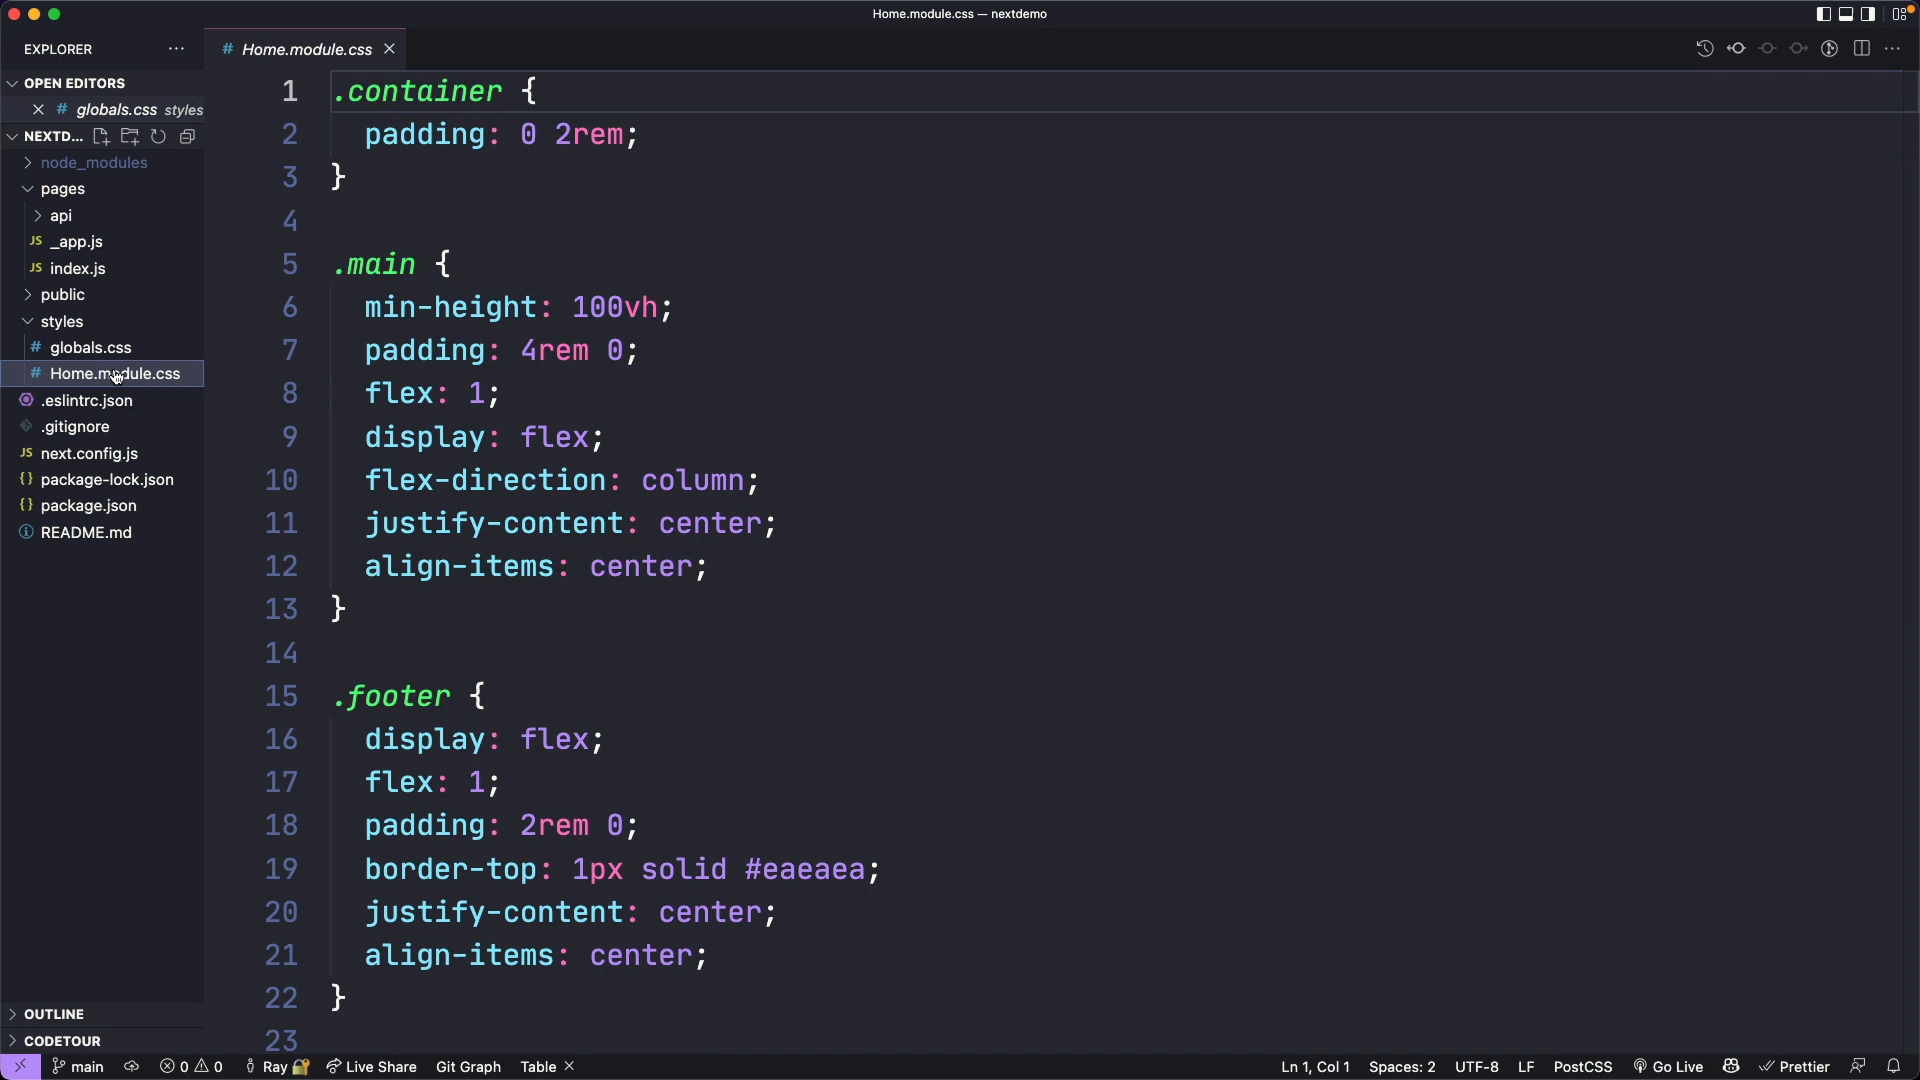 Home.module.css — nextdemo
EXPLORER
# Home.module.css
OPEN EDITORS
# globals.css styles
NEXTD...
node_modules
pages
api
JS _app.js
JS index.js
public
styles
# globals.css
# Home.module.css
.eslintrc.json
.gitignore
JS next.config.js
{} package-lock.json
{} package.json
README.md
OUTLINE
CODETOUR
1 .container {
2 padding: 0 2rem;
3 }
4
5 .main {
6 min-height: 100vh;
7 padding: 4rem 0;
8 flex: 1;
9 display: flex;
10 flex-direction: column;
11 justify-content: center;
12 align-items: center;
13 }
14
15 .footer {
16 display: flex;
17 flex: 1;
18 padding: 2rem 0;
19 border-top: 1px solid #eaeaea;
20 justify-content: center;
21 align-items: center;
22 }
23
main 0 0 Ray Live Share Git Graph Table Ln 1, Col 1 Spaces: 2 UTF-8 LF PostCSS Go Live Prettier